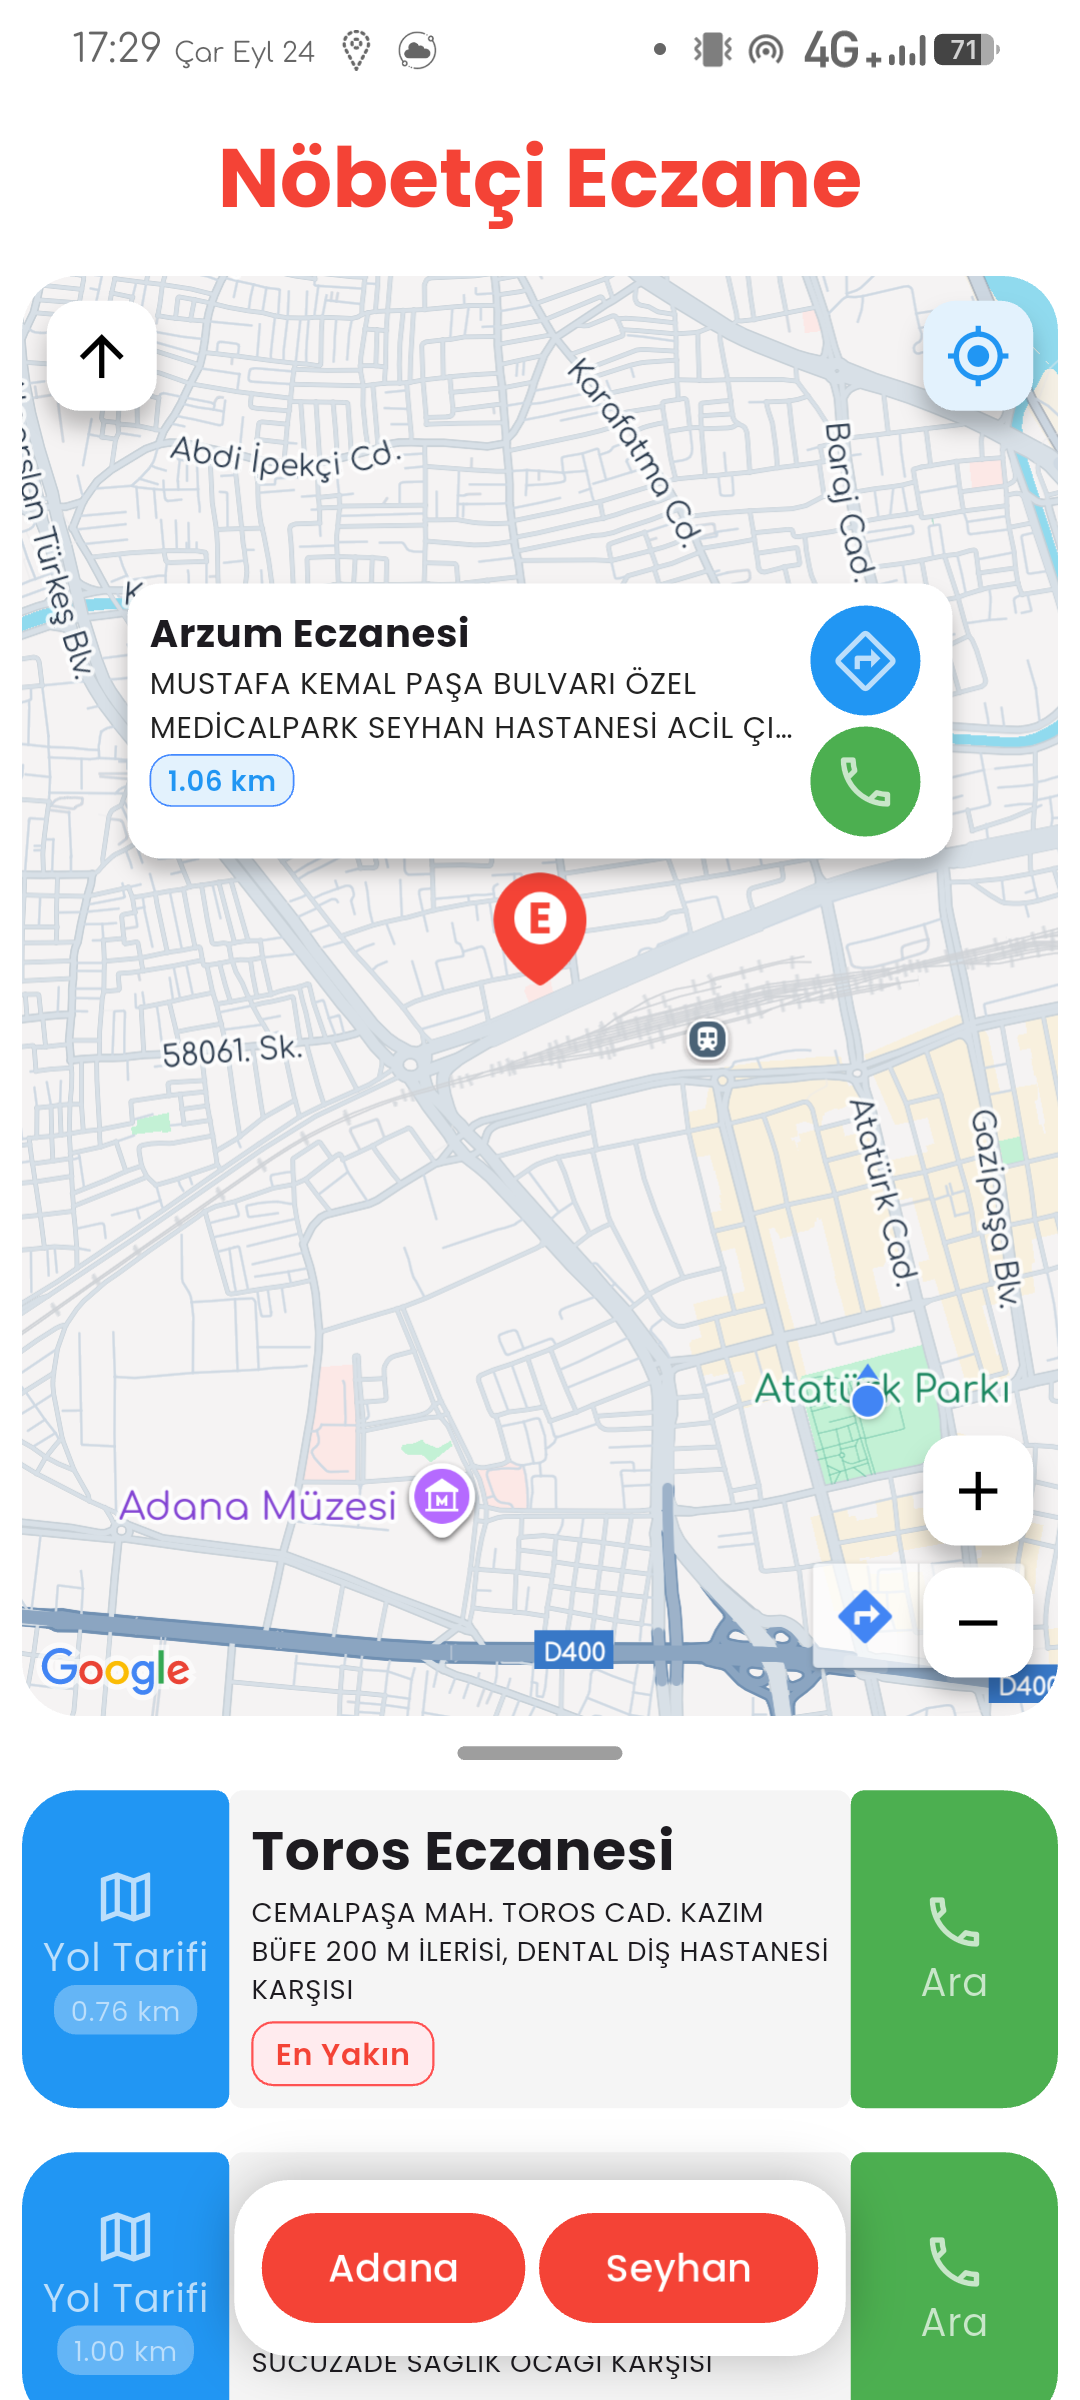 17:29 Çar Eyl 24
4G+ 71
Nöbetçi Eczane
Abdi İpekçi Cd.
Karafatma Cd.
Baraj Cad.
Türkeş Blv.
Arzum Eczanesi
MUSTAFA KEMAL PAŞA BULVARI ÖZEL
MEDİCALPARK SEYHAN HASTANESİ ACİL ÇI...
1.06 km
E
58061. Sk.
Atatürk Cad.
Gazipaşa Blv.
Atatürk Parkı
Adana Müzesi
M
D400
D400
Google
Toros Eczanesi
CEMALPAŞA MAH. TOROS CAD. KAZIM
BÜFE 200 M İLERİSİ, DENTAL DİŞ HASTANESİ
KARŞISI
En Yakın
Yol Tarifi
0.76 km
Ara
Adana
Seyhan
Yol Tarifi
1.00 km
Ara
SUCUZADE SAĞLIK OCAĞI KARŞISI